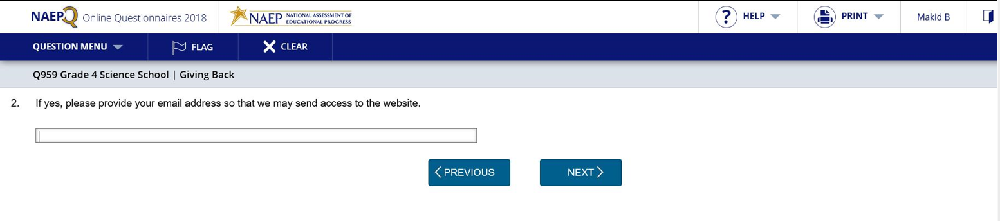 NAEPQ Online Questionnaires 2018
NAEP NATIONAL ASSESSMENT OF
EDUCATIONAL PROGRESS
? HELP
PRINT
Makid B
QUESTION MENU
FLAG
CLEAR
Q959 Grade 4 Science School | Giving Back
2. If yes, please provide your email address so that we may send access to the website.
PREVIOUS
NEXT